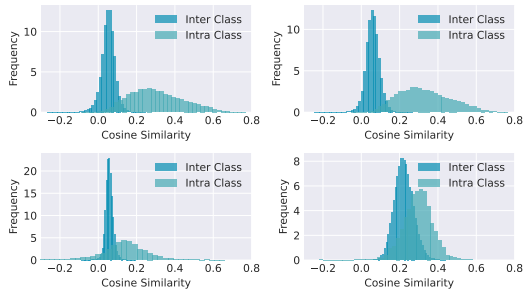 Frequency
10
5
0
Inter Class
Intra Class
−0.2 0.0 0.2 0.4 0.6 0.8
Cosine Similarity
Frequency
10
5
0
Inter Class
Intra Class
−0.2 0.0 0.2 0.4 0.6 0.8
Cosine Similarity
Frequency
20
15
10
5
0
Inter Class
Intra Class
−0.2 0.0 0.2 0.4 0.6 0.8
Cosine Similarity
Frequency
8
6
4
2
0
Inter Class
Intra Class
−0.2 0.0 0.2 0.4 0.6 0.8
Cosine Similarity